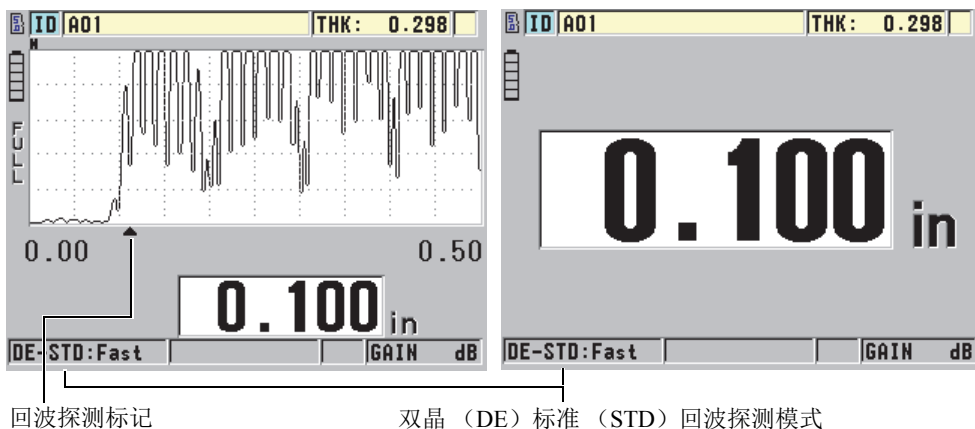 ID A01 THK: 0.298
M
FULL
0.00 0.50
0.100 in
DE-STD:Fast GAIN dB
ID A01 THK: 0.298
0.100 in
DE-STD:Fast GAIN dB
回波探测标记
双晶 （DE）标准 （STD）回波探测模式